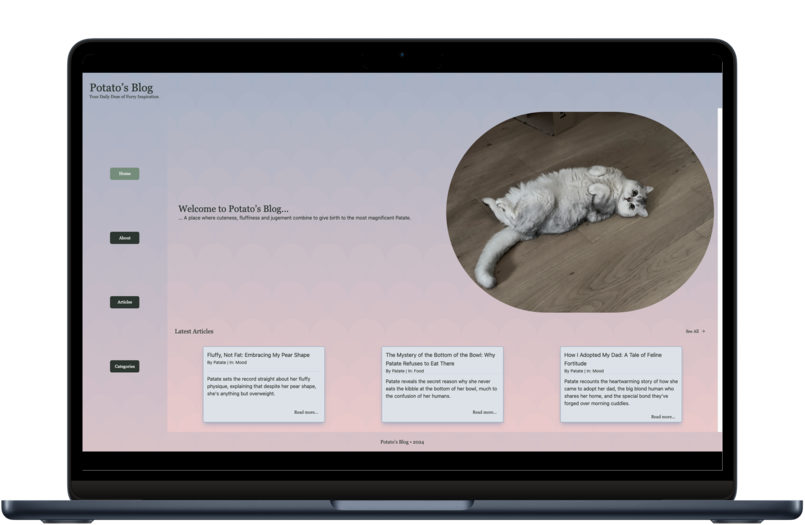 Potato's Blog
Your Daily Dose of Furry Inspiration
Home
About
Articles
Categories
Welcome to Potato's Blog...
... A place where cuteness, fluffiness and jugement combine to give birth to the most magnificent Patate.
Latest Articles
See All
Fluffy, Not Fat: Embracing My Pear Shape
By Patate | In: Mood
Patate sets the record straight about her fluffy
physique, explaining that despite her pear shape,
she's anything but overweight.
Read more...
The Mystery of the Bottom of the Bowl: Why
Patate Refuses to Eat There
By Patate | In: Food
Patate reveals the secret reason why she never
eats the kibble at the bottom of her bowl, much to
the confusion of her humans.
Read more...
How I Adopted My Dad: A Tale of Feline
Fortitude
By Patate | In: Mood
Patate recounts the heartwarming story of how she
came to adopt her dad, the big blond human who
shares her home, and the special bond they've
forged over morning cuddles.
Read more...
Potato's Blog • 2024